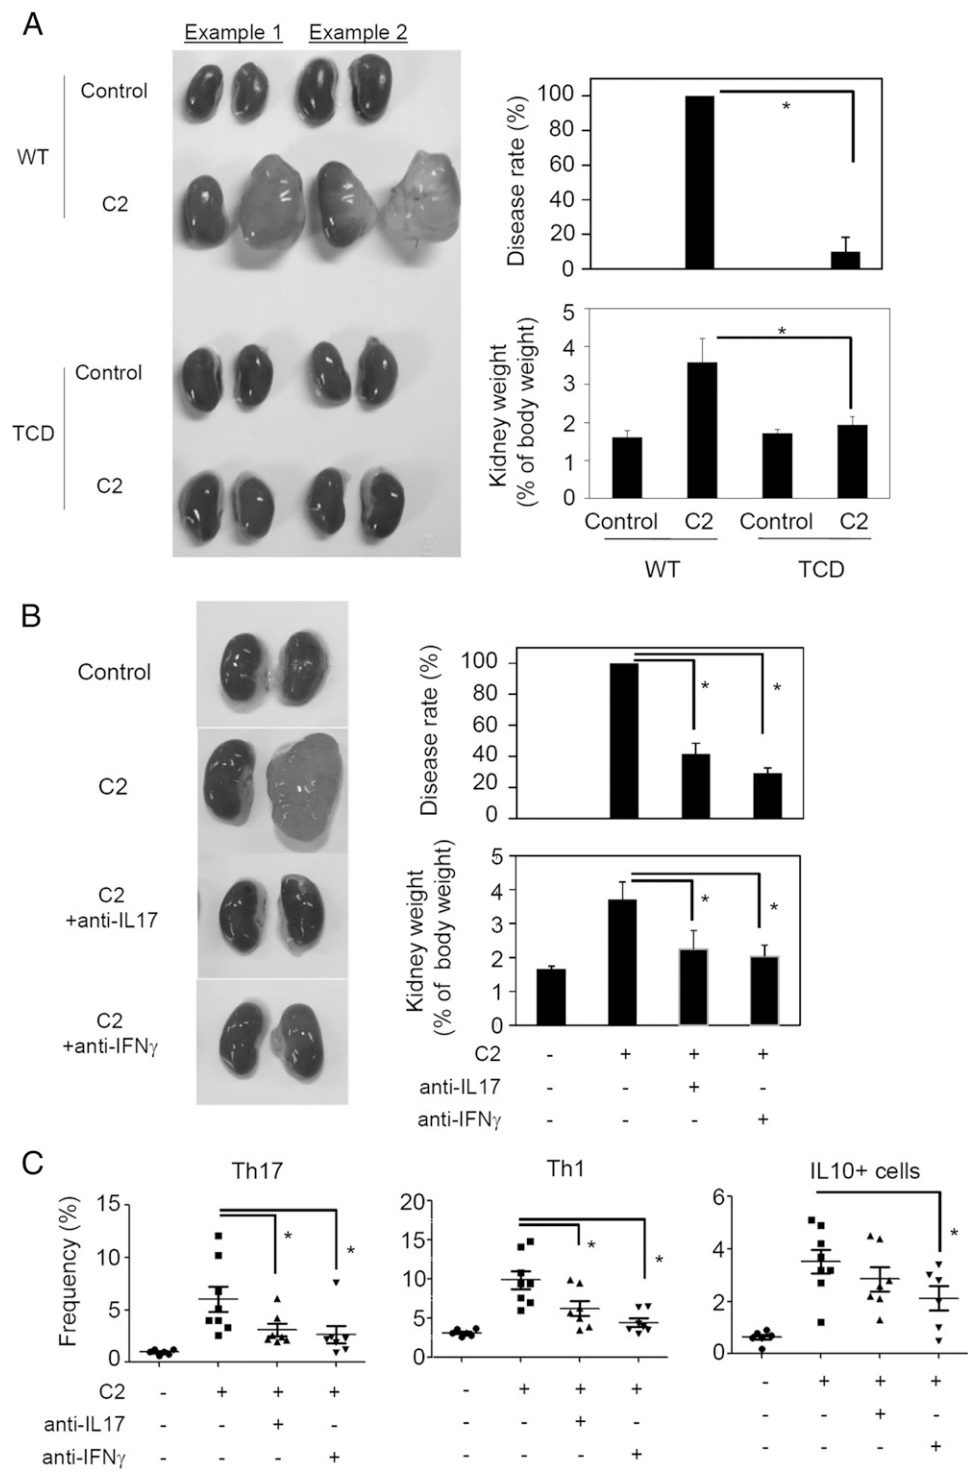 A
Example 1 Example 2
Control
WT
C2
Control
TCD
C2
Disease rate (%)
100
80
60
40
20
0
*
Kidney weight
(% of body weight)
5
4
3
2
1
0
*
Control C2 Control C2
WT TCD
B
Control
C2
C2
+anti-IL17
C2
+anti-IFNγ
Disease rate (%)
100
80
60
40
20
0
* *
Kidney weight
(% of body weight)
5
4
3
2
1
0
* *
C2 - + + +
anti-IL17 - - + -
anti-IFNγ - - - +
C
Th17 Th1 IL10+ cells
Frequency (%)
15
10
5
0
* *
20
15
10
5
0
* *
6
4
2
0
*
C2 - + + + - + + + - + + +
anti-IL17 - - + - - - + - - - + -
anti-IFNγ - - - + - - - + - - - +